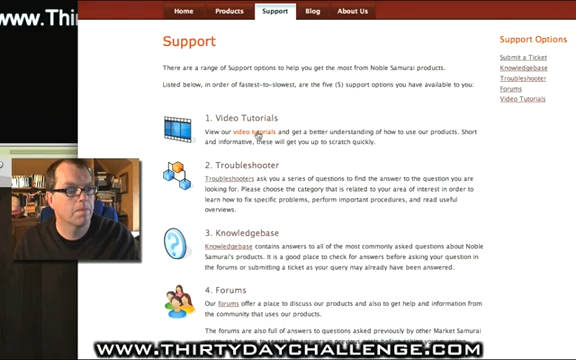 www.Thi
Home Products Support Blog About Us
Support
There are a range of Support options to help you get the most from Noble Samurai products.
Listed below, in order of fastest-to-slowest, are the five (5) support options you have available to you:
1. Video Tutorials
View our video tutorials and get a better understanding of how to use our products. Short
and informative, these will get you up to scratch quickly.
2. Troubleshooter
Troubleshooters ask you a series of questions to find the answer to the question you are
looking for. Please choose the category that is related to your area of interest in order to
learn how to fix specific problems, perform important procedures, and read useful
overviews.
3. Knowledgebase
Knowledgebase contains answers to all of the most commonly asked questions about Noble
Samurai's products. It is a good place to check for answers before asking your question in
the forums or submitting a ticket as your query may already have been answered.
4. Forums
Our forums offer a place to discuss our products and also to get help and information from
the community that uses our products.
The forums are also full of answers to questions asked previously by other Market Samurai
Support Options
Submit a Ticket
Knowledgebase
Troubleshooter
Forums
Video Tutorials
WWW.THIRTYDAYCHALLENGE.COM